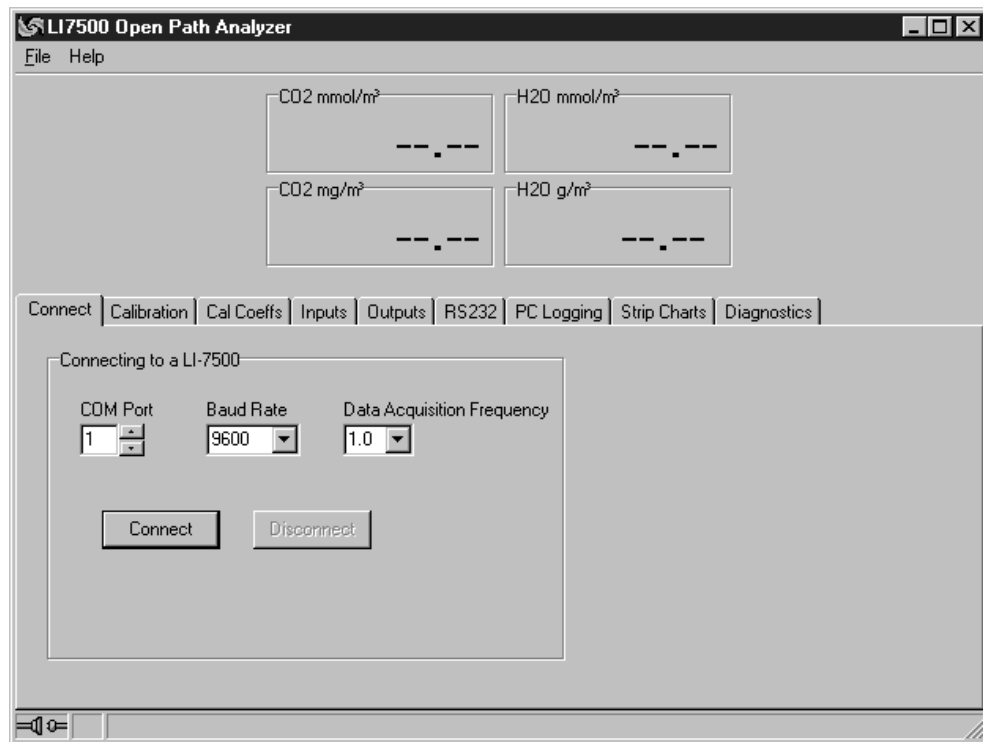 LI7500 Open Path Analyzer
File Help
CO2 mmol/m³ H2O mmol/m³
--.-- --.--
CO2 mg/m³ H2O g/m³
--.-- --.--
Connect Calibration Cal Coeffs Inputs Outputs RS232 PC Logging Strip Charts Diagnostics
Connecting to a LI-7500
COM Port Baud Rate Data Acquisition Frequency
1 9600 1.0
Connect Disconnect